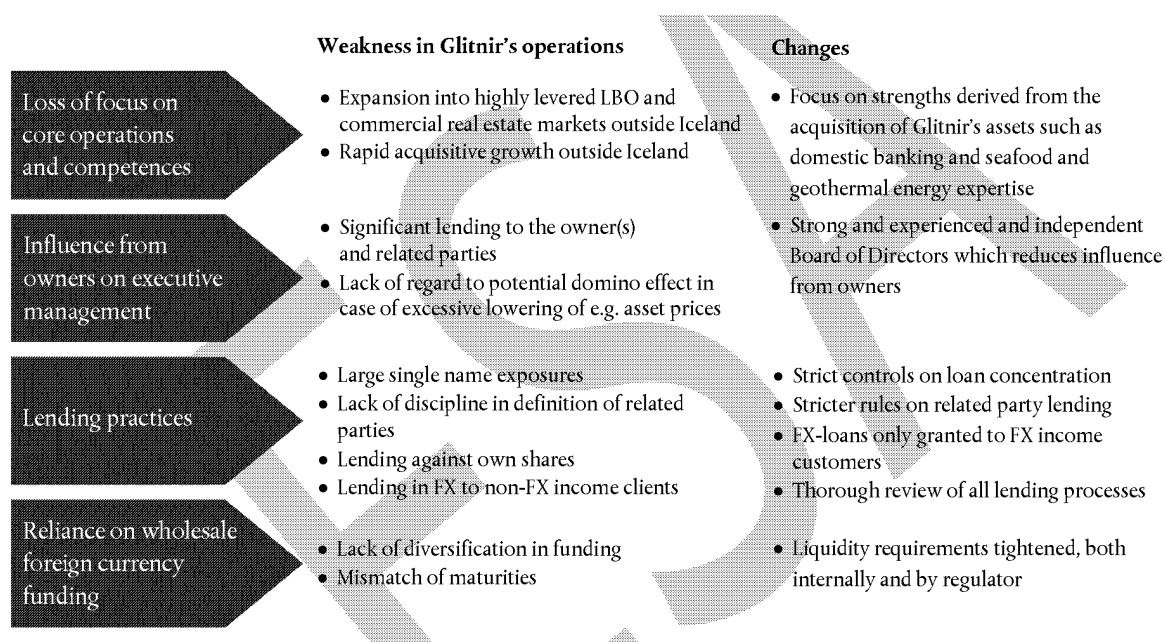 Weakness in Glitnir's operations
Changes
Loss of focus on
core operations
and competences
• Expansion into highly levered LBO and
commercial real estate markets outside Iceland
• Rapid acquisitive growth outside Iceland
• Focus on strengths derived from the
acquisition of Glitnir's assets such as
domestic banking and seafood and
geothermal energy expertise
Influence from
owners on executive
management
• Significant lending to the owner(s)
and related parties
• Lack of regard to potential domino effect in
case of excessive lowering of e.g. asset prices
• Strong and experienced and independent
Board of Directors which reduces influence
from owners
Lending practices
• Large single name exposures
• Lack of discipline in definition of related
parties
• Lending against own shares
• Lending in FX to non-FX income clients
• Strict controls on loan concentration
• Stricter rules on related party lending
• FX-loans only granted to FX income
customers
• Thorough review of all lending processes
Reliance on wholesale
foreign currency
funding
• Lack of diversification in funding
• Mismatch of maturities
• Liquidity requirements tightened, both
internally and by regulator
ESA